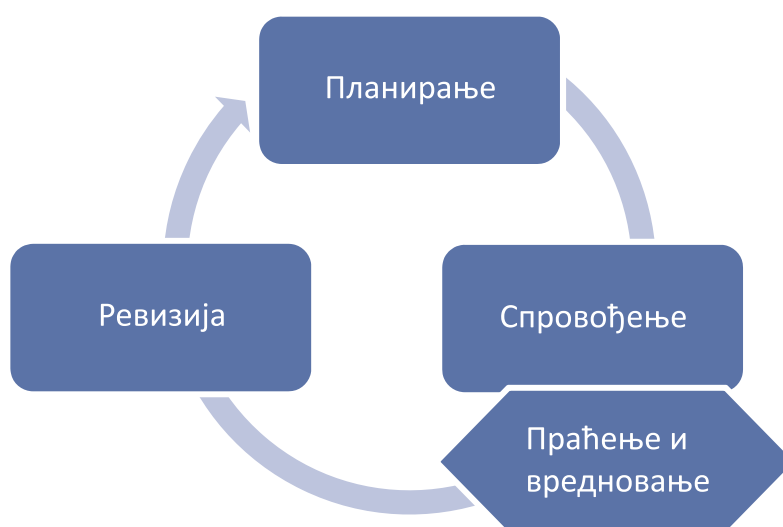 Планирање
Ревизија
Спровођење
Праћење и
вредновање